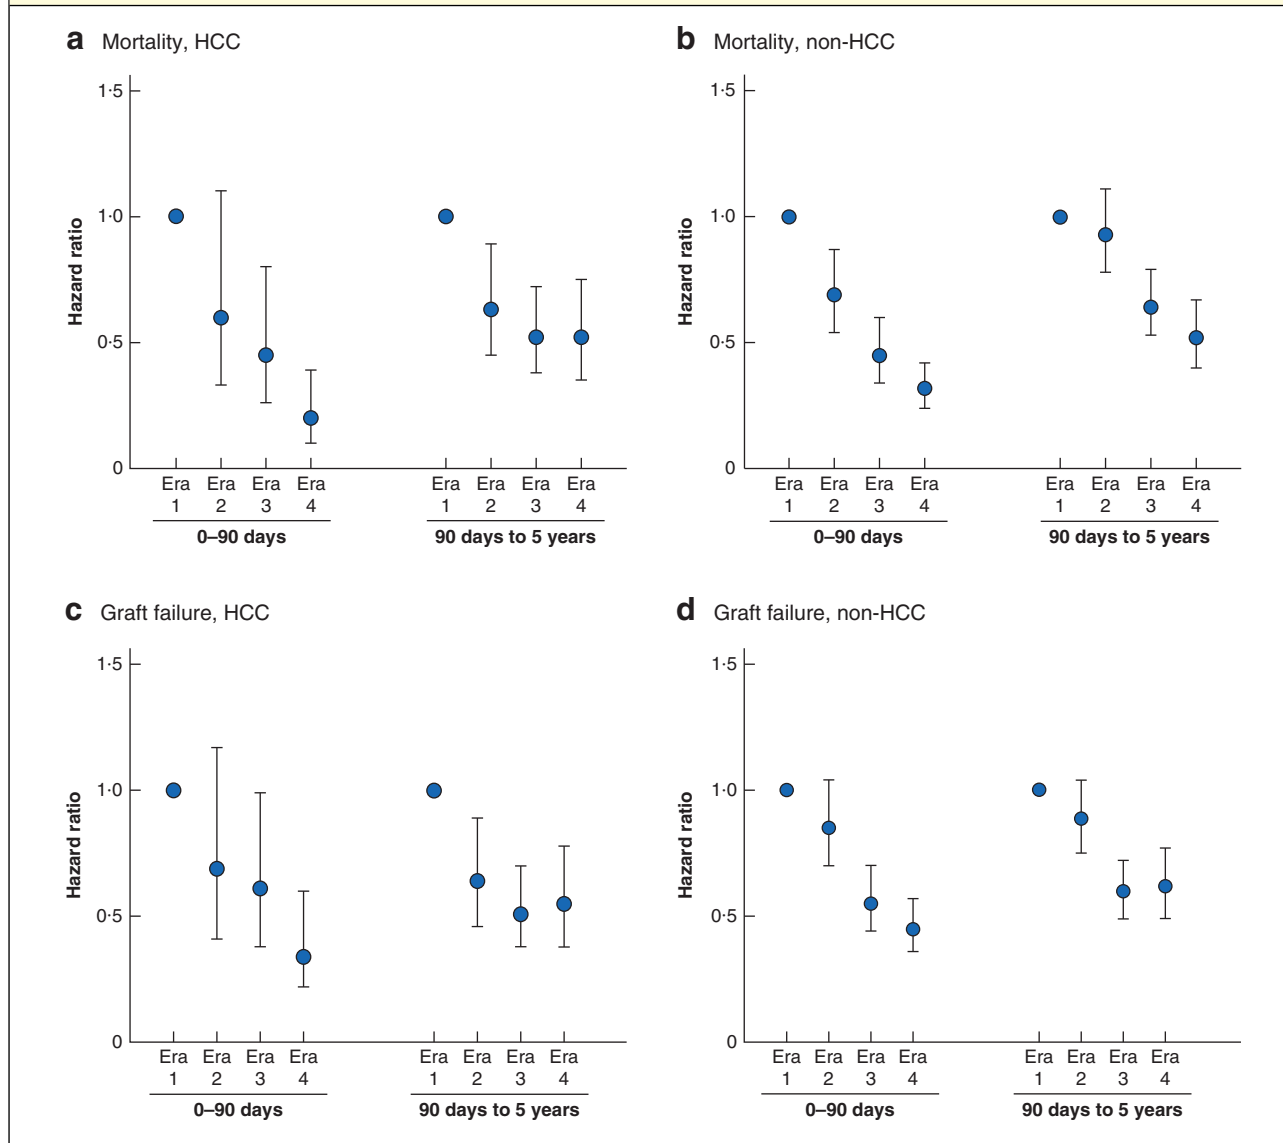 a Mortality, HCC
1·5
1·0
0·5
0
Hazard ratio
Era Era Era Era
1 2 3 4
0–90 days
Era Era Era Era
1 2 3 4
90 days to 5 years
b Mortality, non-HCC
1·5
1·0
0·5
0
Hazard ratio
Era Era Era Era
1 2 3 4
0–90 days
Era Era Era Era
1 2 3 4
90 days to 5 years
c Graft failure, HCC
1·5
1·0
0·5
0
Hazard ratio
Era Era Era Era
1 2 3 4
0–90 days
Era Era Era Era
1 2 3 4
90 days to 5 years
d Graft failure, non-HCC
1·5
1·0
0·5
0
Hazard ratio
Era Era Era Era
1 2 3 4
0–90 days
Era Era Era Era
1 2 3 4
90 days to 5 years